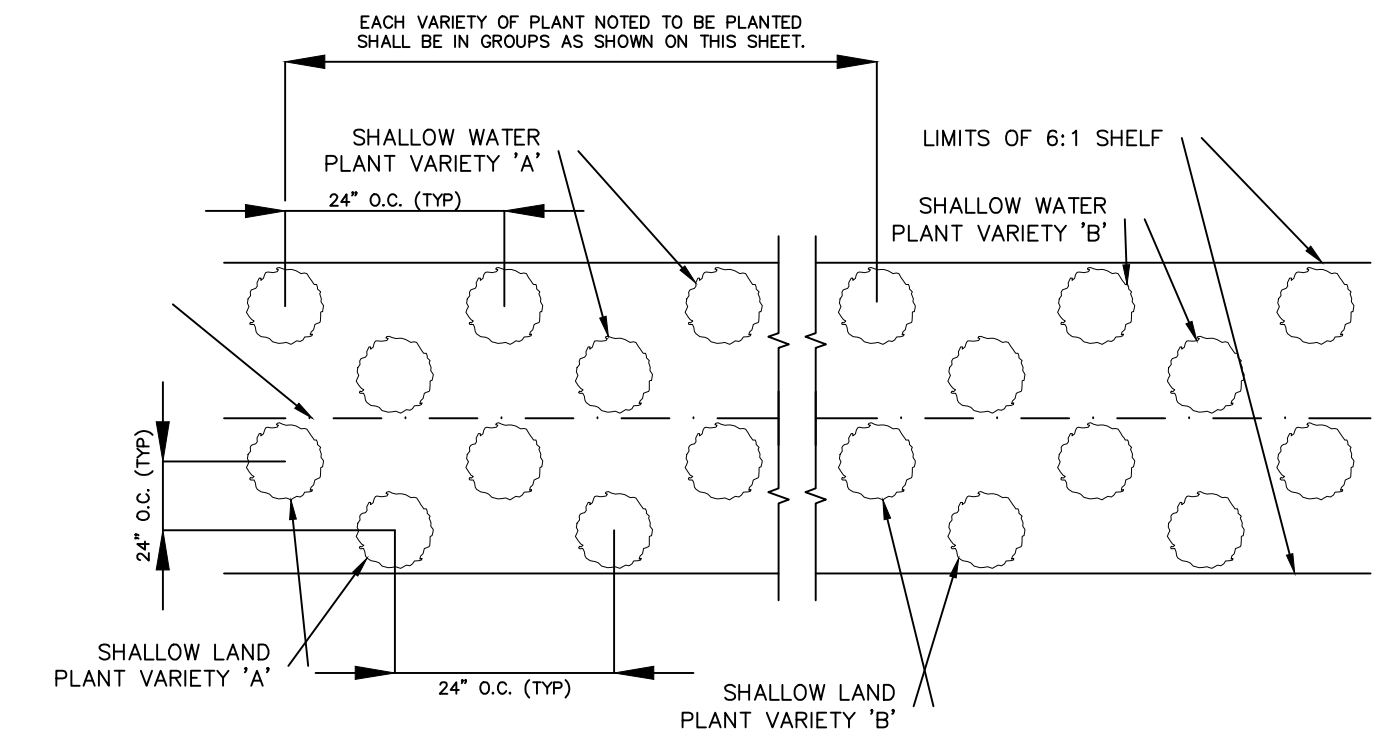 EACH VARIETY OF PLANT NOTED TO BE PLANTED
SHALL BE IN GROUPS AS SHOWN ON THIS SHEET.
SHALLOW WATER
PLANT VARIETY 'A'
LIMITS OF 6:1 SHELF
24" O.C. (TYP)
SHALLOW WATER
PLANT VARIETY 'B'
24" O.C. (TYP)
SHALLOW LAND
PLANT VARIETY 'A'
24" O.C. (TYP)
SHALLOW LAND
PLANT VARIETY 'B'